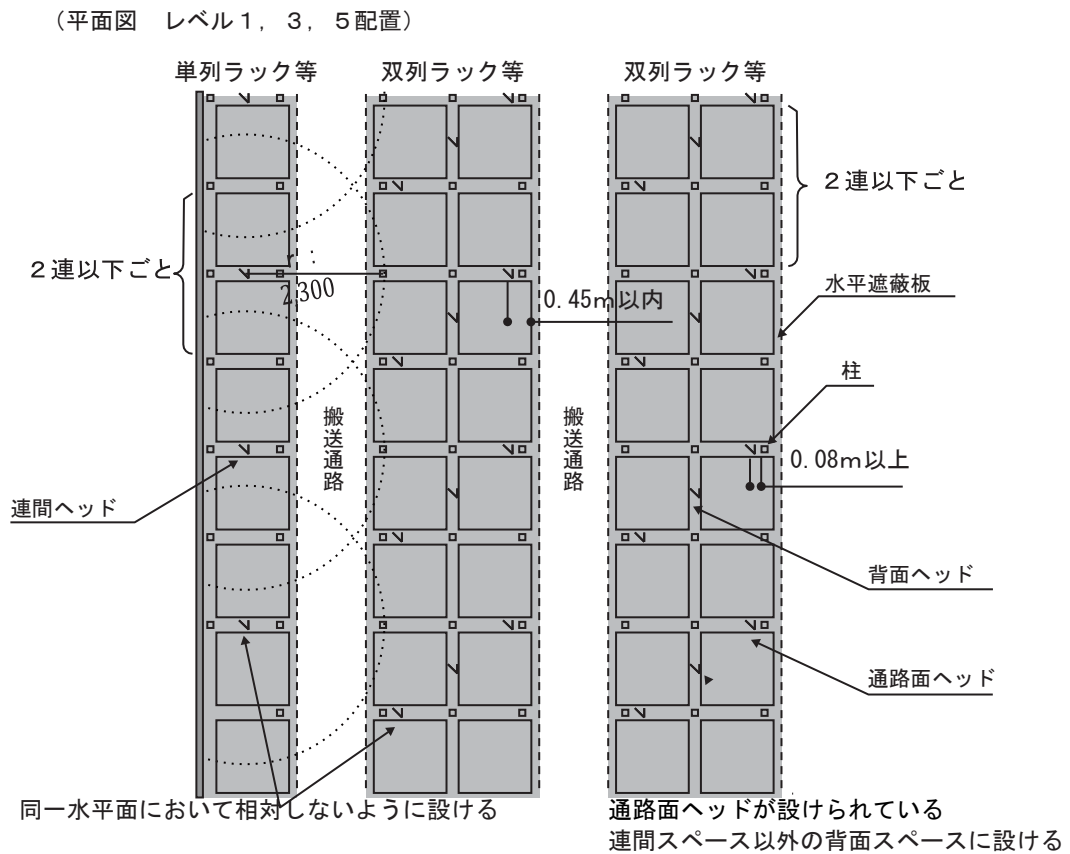 （平面図　レベル１，３，５配置）
単列ラック等
双列ラック等
双列ラック等
２連以下ごと
２連以下ごと
r :
2,300
0.45m以内
水平遮蔽板
柱
搬送通路
搬送通路
0.08m以上
連間ヘッド
背面ヘッド
通路面ヘッド
同一水平面において相対しないように設ける
通路面ヘッドが設けられている
連間スペース以外の背面スペースに設ける